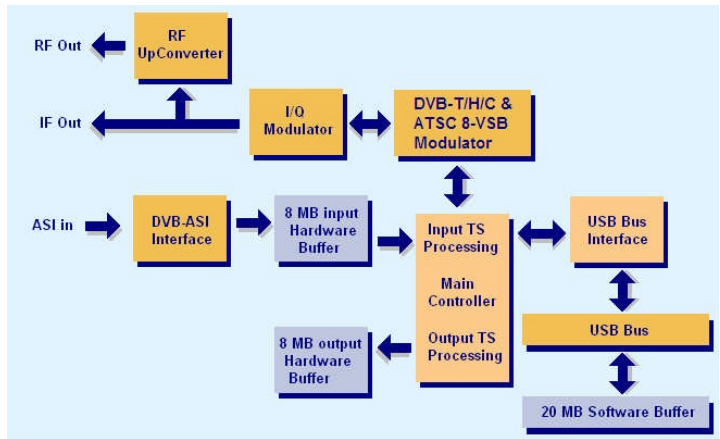 RF Out
RF
UpConverter
IF Out
I/Q
Modulator
DVB-T/H/C &
ATSC 8-VSB
Modulator
ASI in
DVB-ASI
Interface
8 MB input
Hardware
Buffer
Input TS
Processing
Main
Controller
Output TS
Processing
USB Bus
Interface
8 MB output
Hardware
Buffer
USB Bus
20 MB Software Buffer